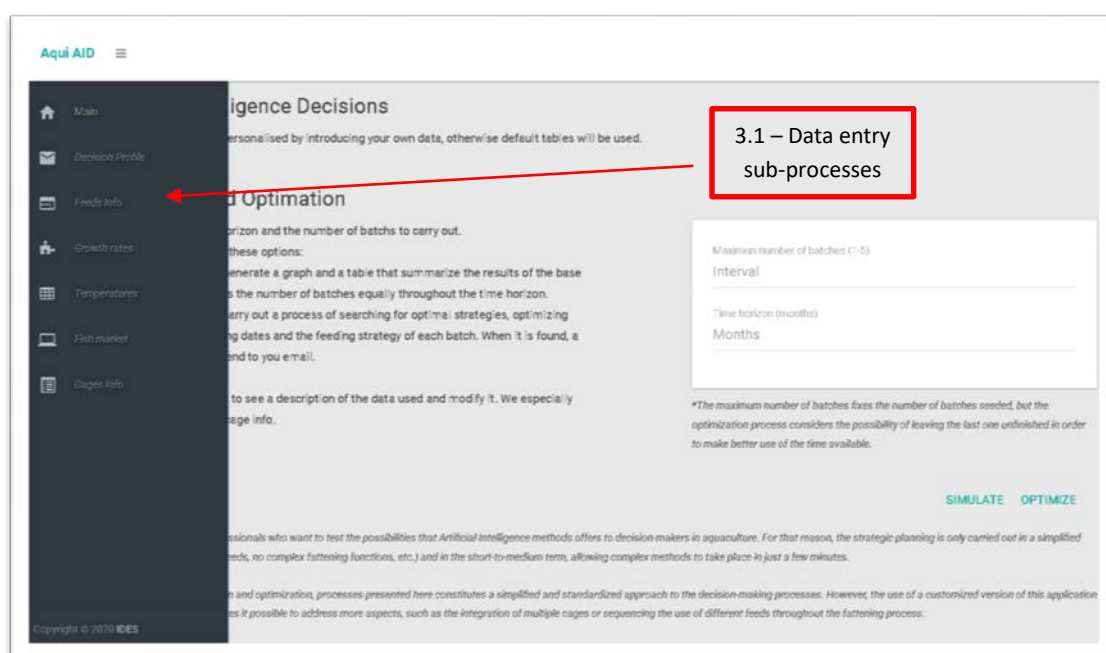 Aqui AID
Main
Decision Profile
Feeds Info
Growth rates
Temperatures
Fish market
Cages Info
Copyright © 2020 IDES
igence Decisions
ersonalised by introducing your own data, otherwise default tables will be used.
3.1 – Data entry
sub-processes
d Optimation
orizon and the number of batchs to carry out.
these options:
enerate a graph and a table that summarize the results of the base
s the number of batches equally throughout the time horizon.
arry out a process of searching for optimal strategies, optimizing
ng dates and the feeding strategy of each batch. When it is found, a
end to you email.
to see a description of the data used and modify it. We especially
age info.
Maximun number of batches (1-5)
Interval
Time horizon (months)
Months
*The maximum number of batches fixes the number of batches seeded, but the
optimization process considers the possibility of leaving the last one unfinished in order
to make better use of the time available.
SIMULATE OPTIMIZE
ssionals who want to test the possibilities that Artificial Intelligence methods offers to decision-makers in aquaculture. For that reason, the strategic planning is only carried out in a simplified
eeds, no complex fattening functions, etc.) and in the short-to-medium term, allowing complex methods to take place in just a few minutes.
n and optimization, processes presented here constitutes a simplified and standardized approach to the decision-making processes. However, the use of a customized version of this application
es it possible to address more aspects, such as the integration of multiple cages or sequencing the use of different feeds throughout the fattening process.